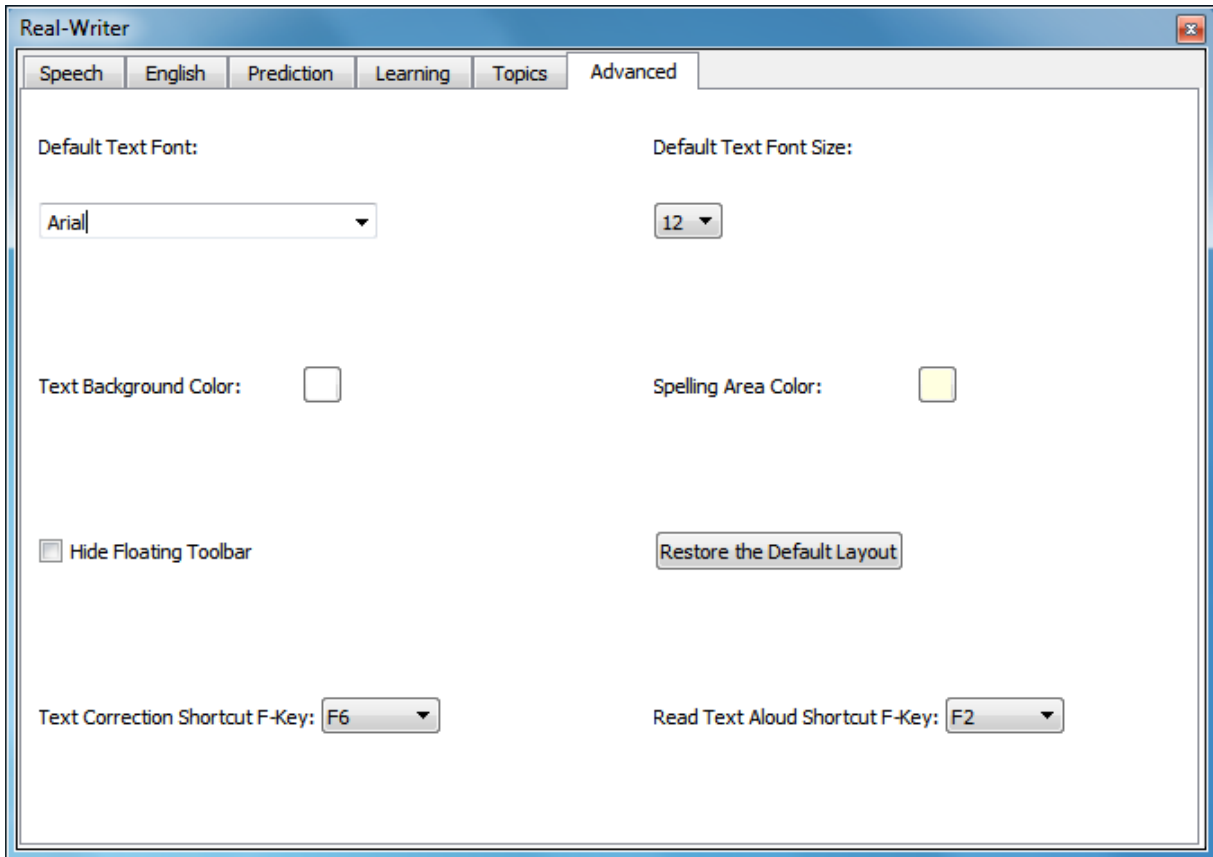 Real-Writer
Speech English Prediction Learning Topics Advanced
Default Text Font: Default Text Font Size:
Arial 12
Text Background Color: Spelling Area Color:
Hide Floating Toolbar Restore the Default Layout
Text Correction Shortcut F-Key: F6 Read Text Aloud Shortcut F-Key: F2